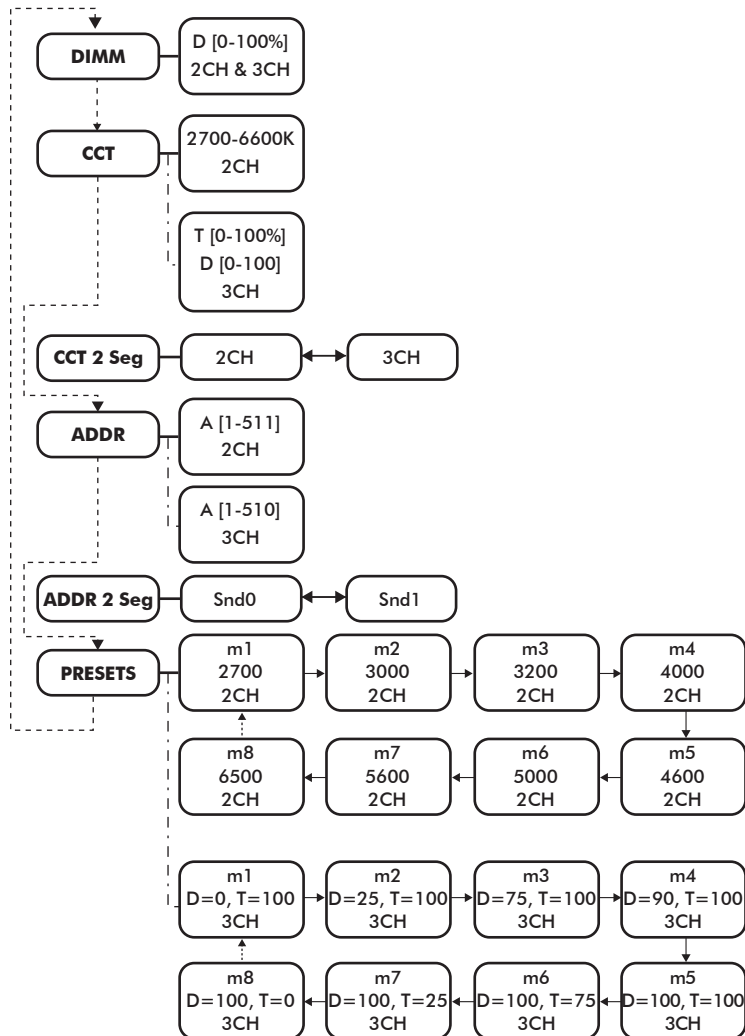 DIMM
D [0-100%]
2CH & 3CH
CCT
2700-6600K
2CH
T [0-100%]
D [0-100]
3CH
CCT 2 Seg
2CH
3CH
ADDR
A [1-511]
2CH
A [1-510]
3CH
ADDR 2 Seg
Snd0
Snd1
PRESETS
m1
2700
2CH
m2
3000
2CH
m3
3200
2CH
m4
4000
2CH
m8
6500
2CH
m7
5600
2CH
m6
5000
2CH
m5
4600
2CH
m1
D=0, T=100
3CH
m2
D=25, T=100
3CH
m3
D=75, T=100
3CH
m4
D=90, T=100
3CH
m8
D=100, T=0
3CH
m7
D=100, T=25
3CH
m6
D=100, T=75
3CH
m5
D=100, T=100
3CH